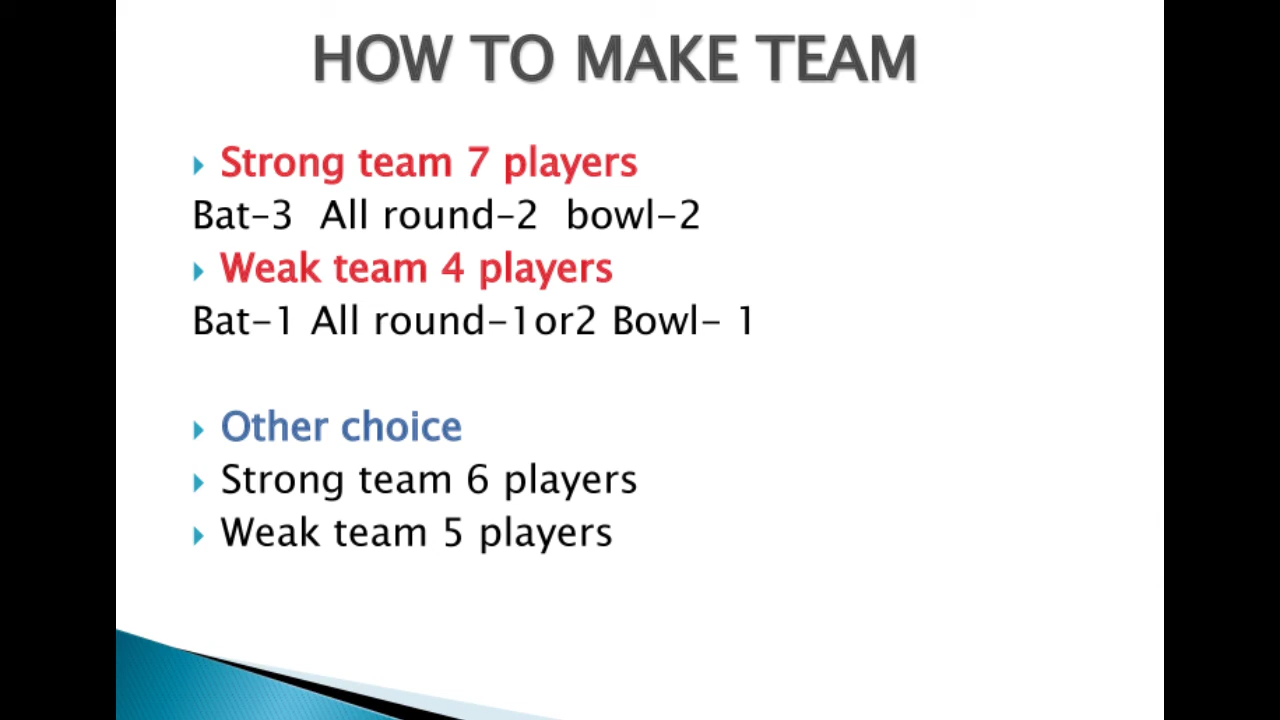 HOW TO MAKE TEAM
Strong team 7 players
Bat-3 All round-2 bowl-2
Weak team 4 players
Bat-1 All round-1or2 Bowl- 1
Other choice
Strong team 6 players
Weak team 5 players